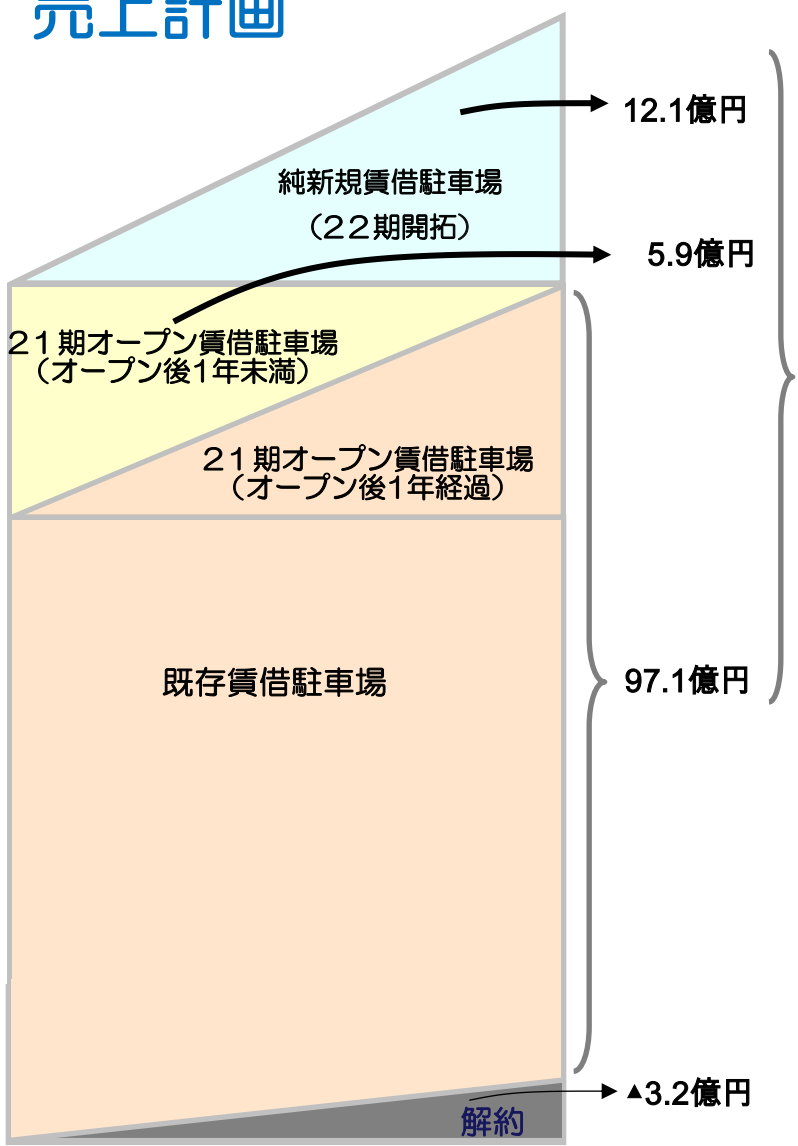 売上計画
12.1億円
純新規賃借駐車場
（２２期開拓）
5.9億円
２１期オープン賃借駐車場
（オープン後1年未満）
２１期オープン賃借駐車場
（オープン後1年経過）
既存賃借駐車場
97.1億円
▲3.2億円
解約